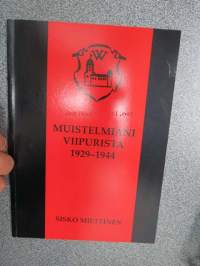 W
MUISTELMIANI
VIIPURISTA
1929–1944
SISKO MIETTINEN